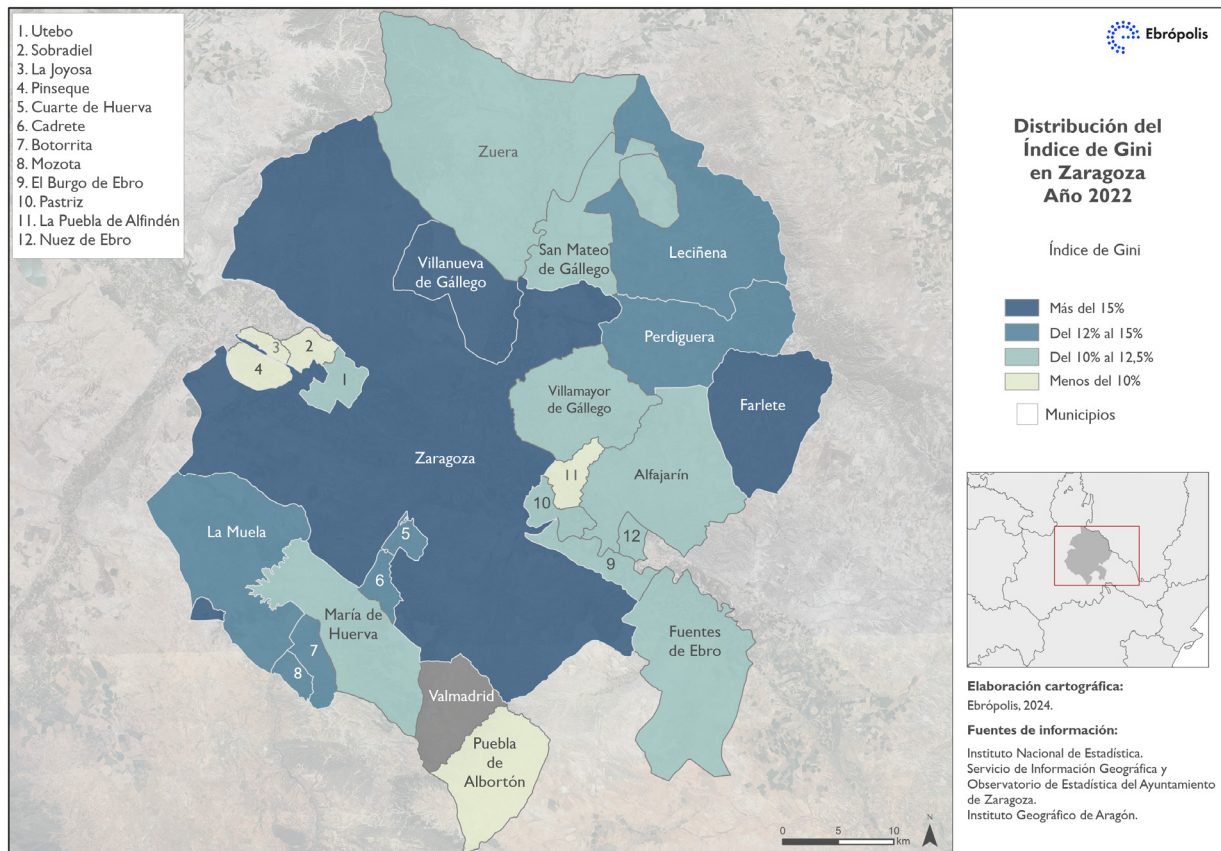 1. Utebo
2. Sobradiel
3. La Joyosa
4. Pinseque
5. Cuarte de Huerva
6. Cadrete
7. Botorrita
8. Mozota
9. El Burgo de Ebro
10. Pastriz
11. La Puebla de Alfindén
12. Nuez de Ebro
Zuera
San Mateo
de Gállego
Leciñena
Villanueva
de Gállego
Perdiguera
3
2
4
1
Villamayor
de Gállego
Farlete
Zaragoza
11
Alfajarín
10
La Muela
5
12
9
6
María de
Huerva
Fuentes
de Ebro
7
8
Valmadrid
Puebla
de
Albortón
0 5 10
km
N
Ebrópolis
Distribución del
Índice de Gini
en Zaragoza
Año 2022
Índice de Gini
Más del 15%
Del 12% al 15%
Del 10% al 12,5%
Menos del 10%
Municipios
Elaboración cartográfica:
Ebrópolis, 2024.
Fuentes de información:
Instituto Nacional de Estadística.
Servicio de Información Geográfica y
Observatorio de Estadística del Ayuntamiento
de Zaragoza.
Instituto Geográfico de Aragón.